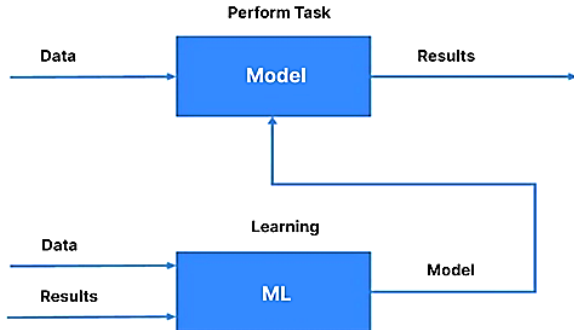 Perform Task
Data
Model
Results
Learning
Data
Results
ML
Model